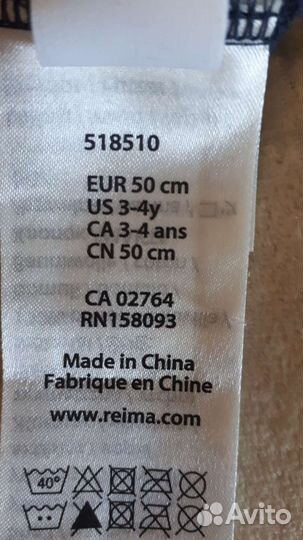 518510
EUR 50 cm
US 3-4y
CA 3-4 ans
CN 50 cm
CA 02764
RN158093
Made in China
Fabrique en Chine
www.reima.com
40°
Avito